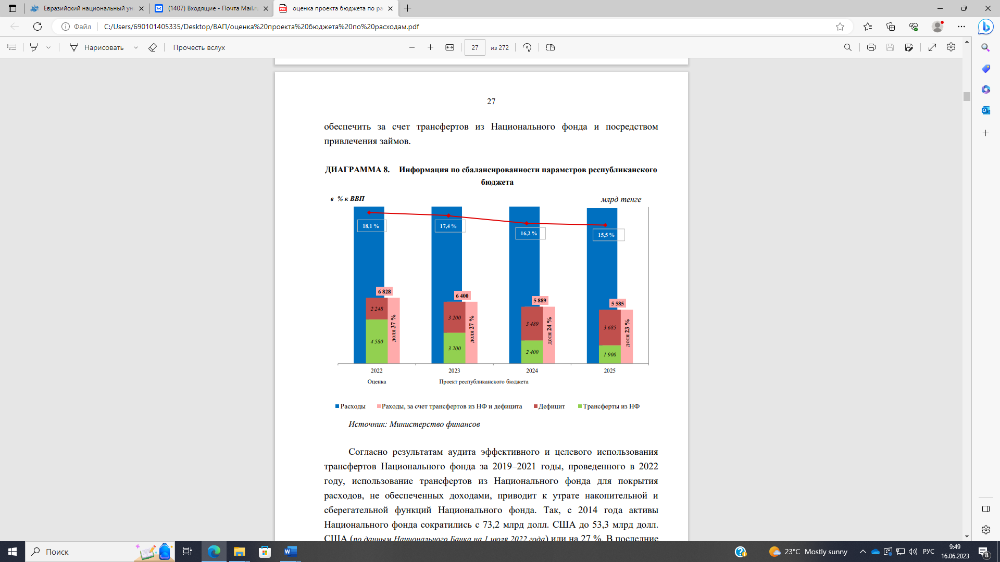 Евразийский национальный ун
(1407) Входящие - Почта Mail.r
оценка проекта бюджета по ра
Файл
C:/Users/690101405335/Desktop/ВАП/оценка%20проекта%20бюджета%20по%20расходам.pdf
Нарисовать
Прочесть вслух
27
из 272
27
обеспечить за счет трансфертов из Национального фонда и посредством
привлечения займов.
ДИАГРАММА 8. Информация по сбалансированности параметров республиканского
бюджета
в % к ВВП
млрд тенге
18,1 %
17,4 %
16,2 %
15,5 %
6 828
6 400
5 889
5 585
2 248
3 200
3 489
3 685
доля 37 %
доля 27 %
доля 24 %
доля 23 %
4 580
3 200
2 400
1 900
2022
2023
2024
2025
Оценка
Проект республиканского бюджета
Расходы
Раходы, за счет трансфертов из НФ и дефицита
Дефицит
Трансферты из НФ
Источник: Министерство финансов
Согласно результатам аудита эффективного и целевого использования
трансфертов Национального фонда за 2019–2021 годы, проведенного в 2022
году, использование трансфертов из Национального фонда для покрытия
расходов, не обеспеченных доходами, приводит к утрате накопительной и
сберегательной функций Национального фонда. Так, с 2014 года активы
Национального фонда сократились с 73,2 млрд долл. США до 53,3 млрд долл.
США (по данным Национального Банка на 1 июля 2022 года) или на 27 %. В последние
Поиск
23°C Mostly sunny
РУС
9:49
16.06.2023
8